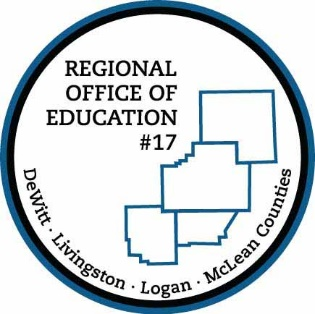 REGIONAL
OFFICE OF
EDUCATION
#17
DeWitt · Livingston · Logan · McLean Counties